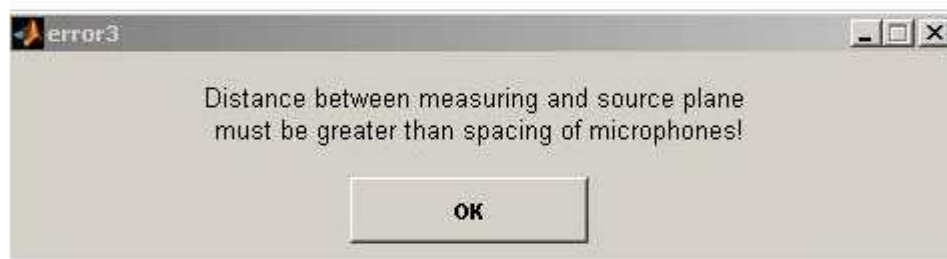 error3
Distance between measuring and source plane
must be greater than spacing of microphones!
OK